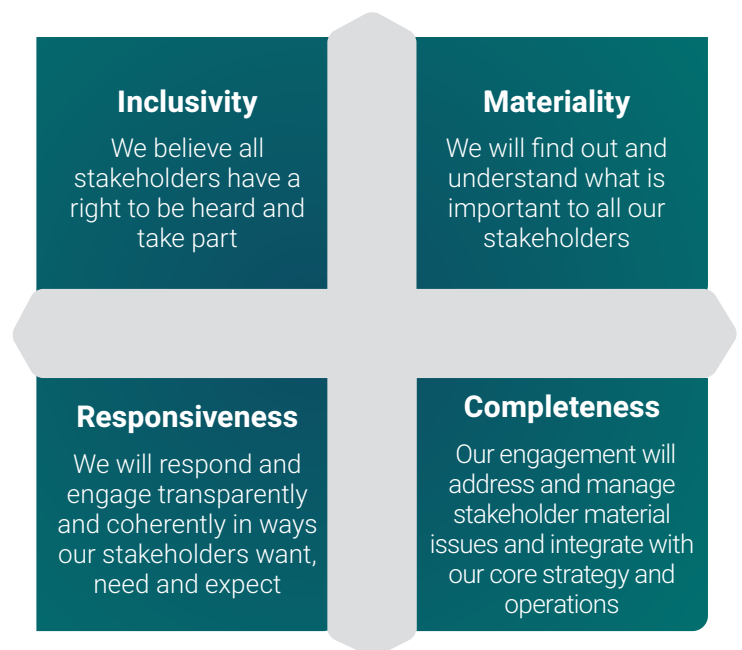 Inclusivity
We believe all
stakeholders have a
right to be heard and
take part
Materiality
We will find out and
understand what is
important to all our
stakeholders
Responsiveness
We will respond and
engage transparently
and coherently in ways
our stakeholders want,
need and expect
Completeness
Our engagement will
address and manage
stakeholder material
issues and integrate with
our core strategy and
operations